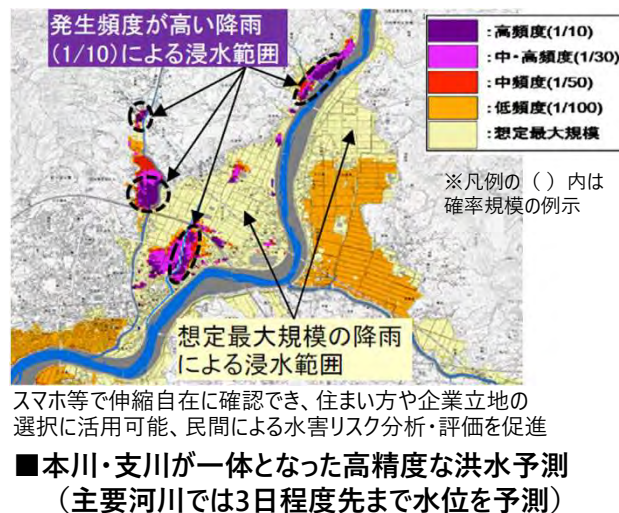 発生頻度が高い降雨
(1/10)による浸水範囲
:高頻度(1/10)
:中・高頻度(1/30)
:中頻度(1/50)
:低頻度(1/100)
:想定最大規模
※凡例の（ ）内は
確率規模の例示
想定最大規模の降雨
による浸水範囲
スマホ等で伸縮自在に確認でき、住まい方や企業立地の
選択に活用可能、民間による水害リスク分析・評価を促進
■本川・支川が一体となった高精度な洪水予測
（主要河川では3日程度先まで水位を予測）